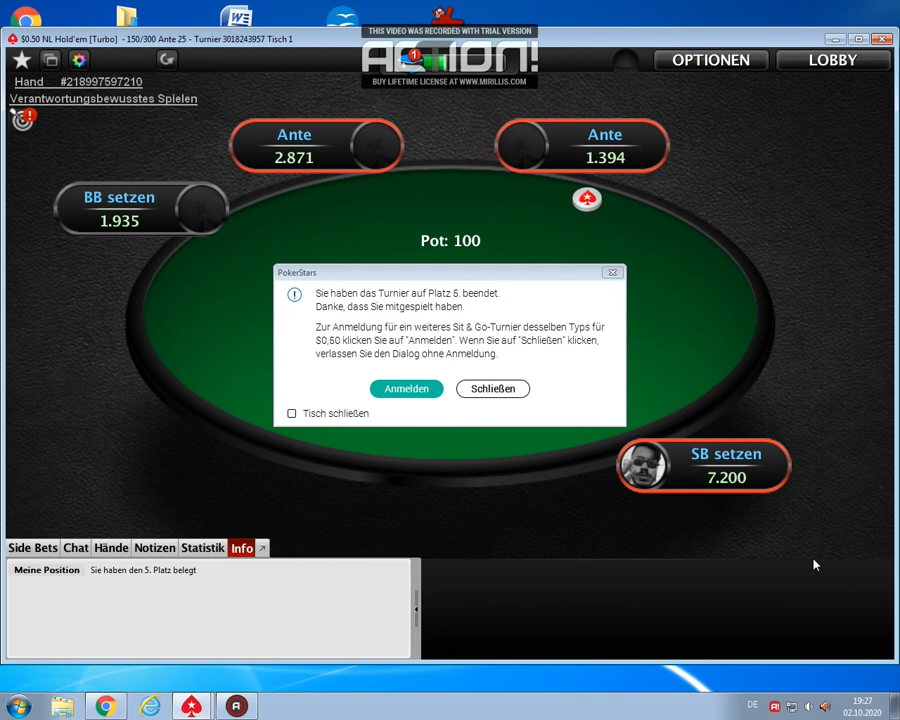 $0.50 NL Hold'em [Turbo] - 150/300 Ante 25 - Turnier 3018243957 Tisch 1
THIS VIDEO WAS RECORDED WITH TRIAL VERSION
ACTION!
BUY LIFETIME LICENSE AT WWW.MIRILLIS.COM
1
OPTIONEN
LOBBY
Hand #218997597210
Verantwortungsbewusstes Spielen
Ante
2.871
Ante
1.394
BB setzen
1.935
Pot: 100
PokerStars
Sie haben das Turnier auf Platz 5. beendet.
Danke, dass Sie mitgespielt haben.
Zur Anmeldung für ein weiteres Sit & Go-Turnier desselben Typs für
$0,50 klicken Sie auf "Anmelden". Wenn Sie auf "Schließen" klicken,
verlassen Sie den Dialog ohne Anmeldung.
Anmelden
Schließen
Tisch schließen
SB setzen
7.200
Side Bets Chat Hände Notizen Statistik Info
Meine Position Sie haben den 5. Platz belegt
DE
19:27
02.10.2020